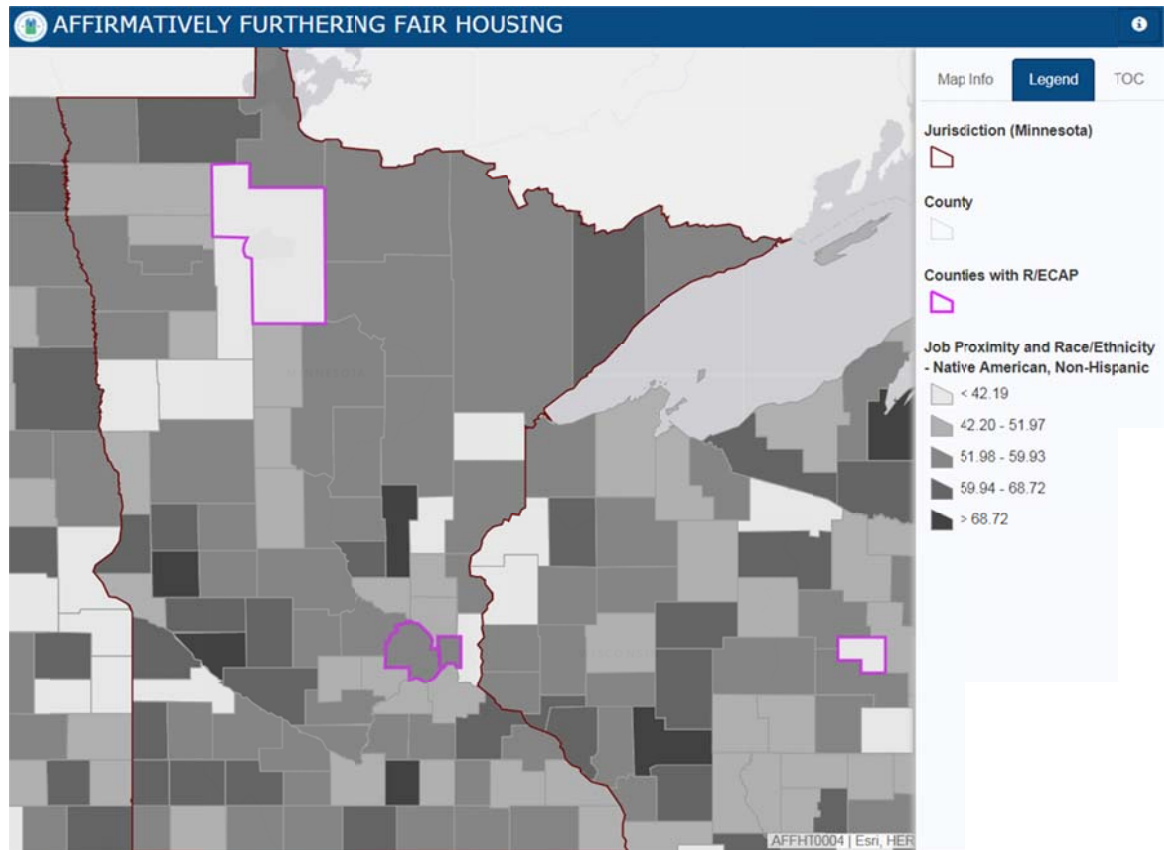 AFFIRMATIVELY FURTHERING FAIR HOUSING
Map Info
Legend
TOC
Jurisdiction (Minnesota)
County
Counties with R/ECAP
Job Proximity and Race/Ethnicity
- Native American, Non-Hispanic
< 42.19
42.20 - 51.97
51.98 - 59.93
59.94 - 68.72
> 68.72
MINNESOTA
WISCONSIN
AFFHT0004 | Esri, HER